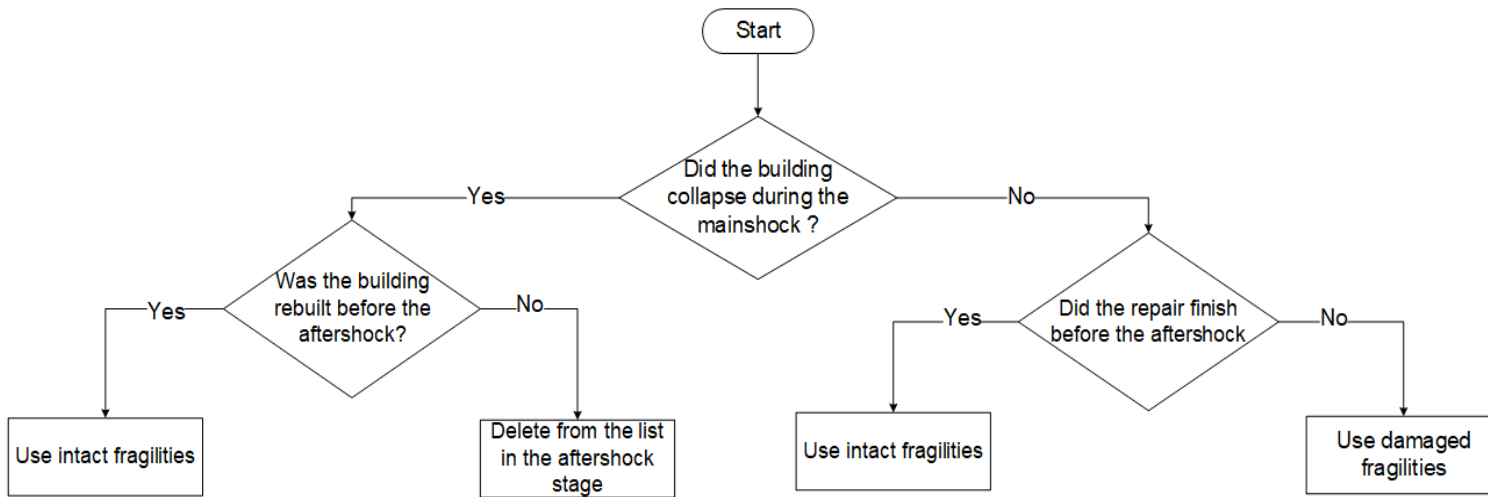 Start
Did the building
collapse during the
mainshock ?
Yes
No
Was the building
rebuilt before the
aftershock?
Yes
No
Did the repair finish
before the aftershock
Yes
No
Use intact fragilities
Delete from the list
in the aftershock
stage
Use intact fragilities
Use damaged
fragilities